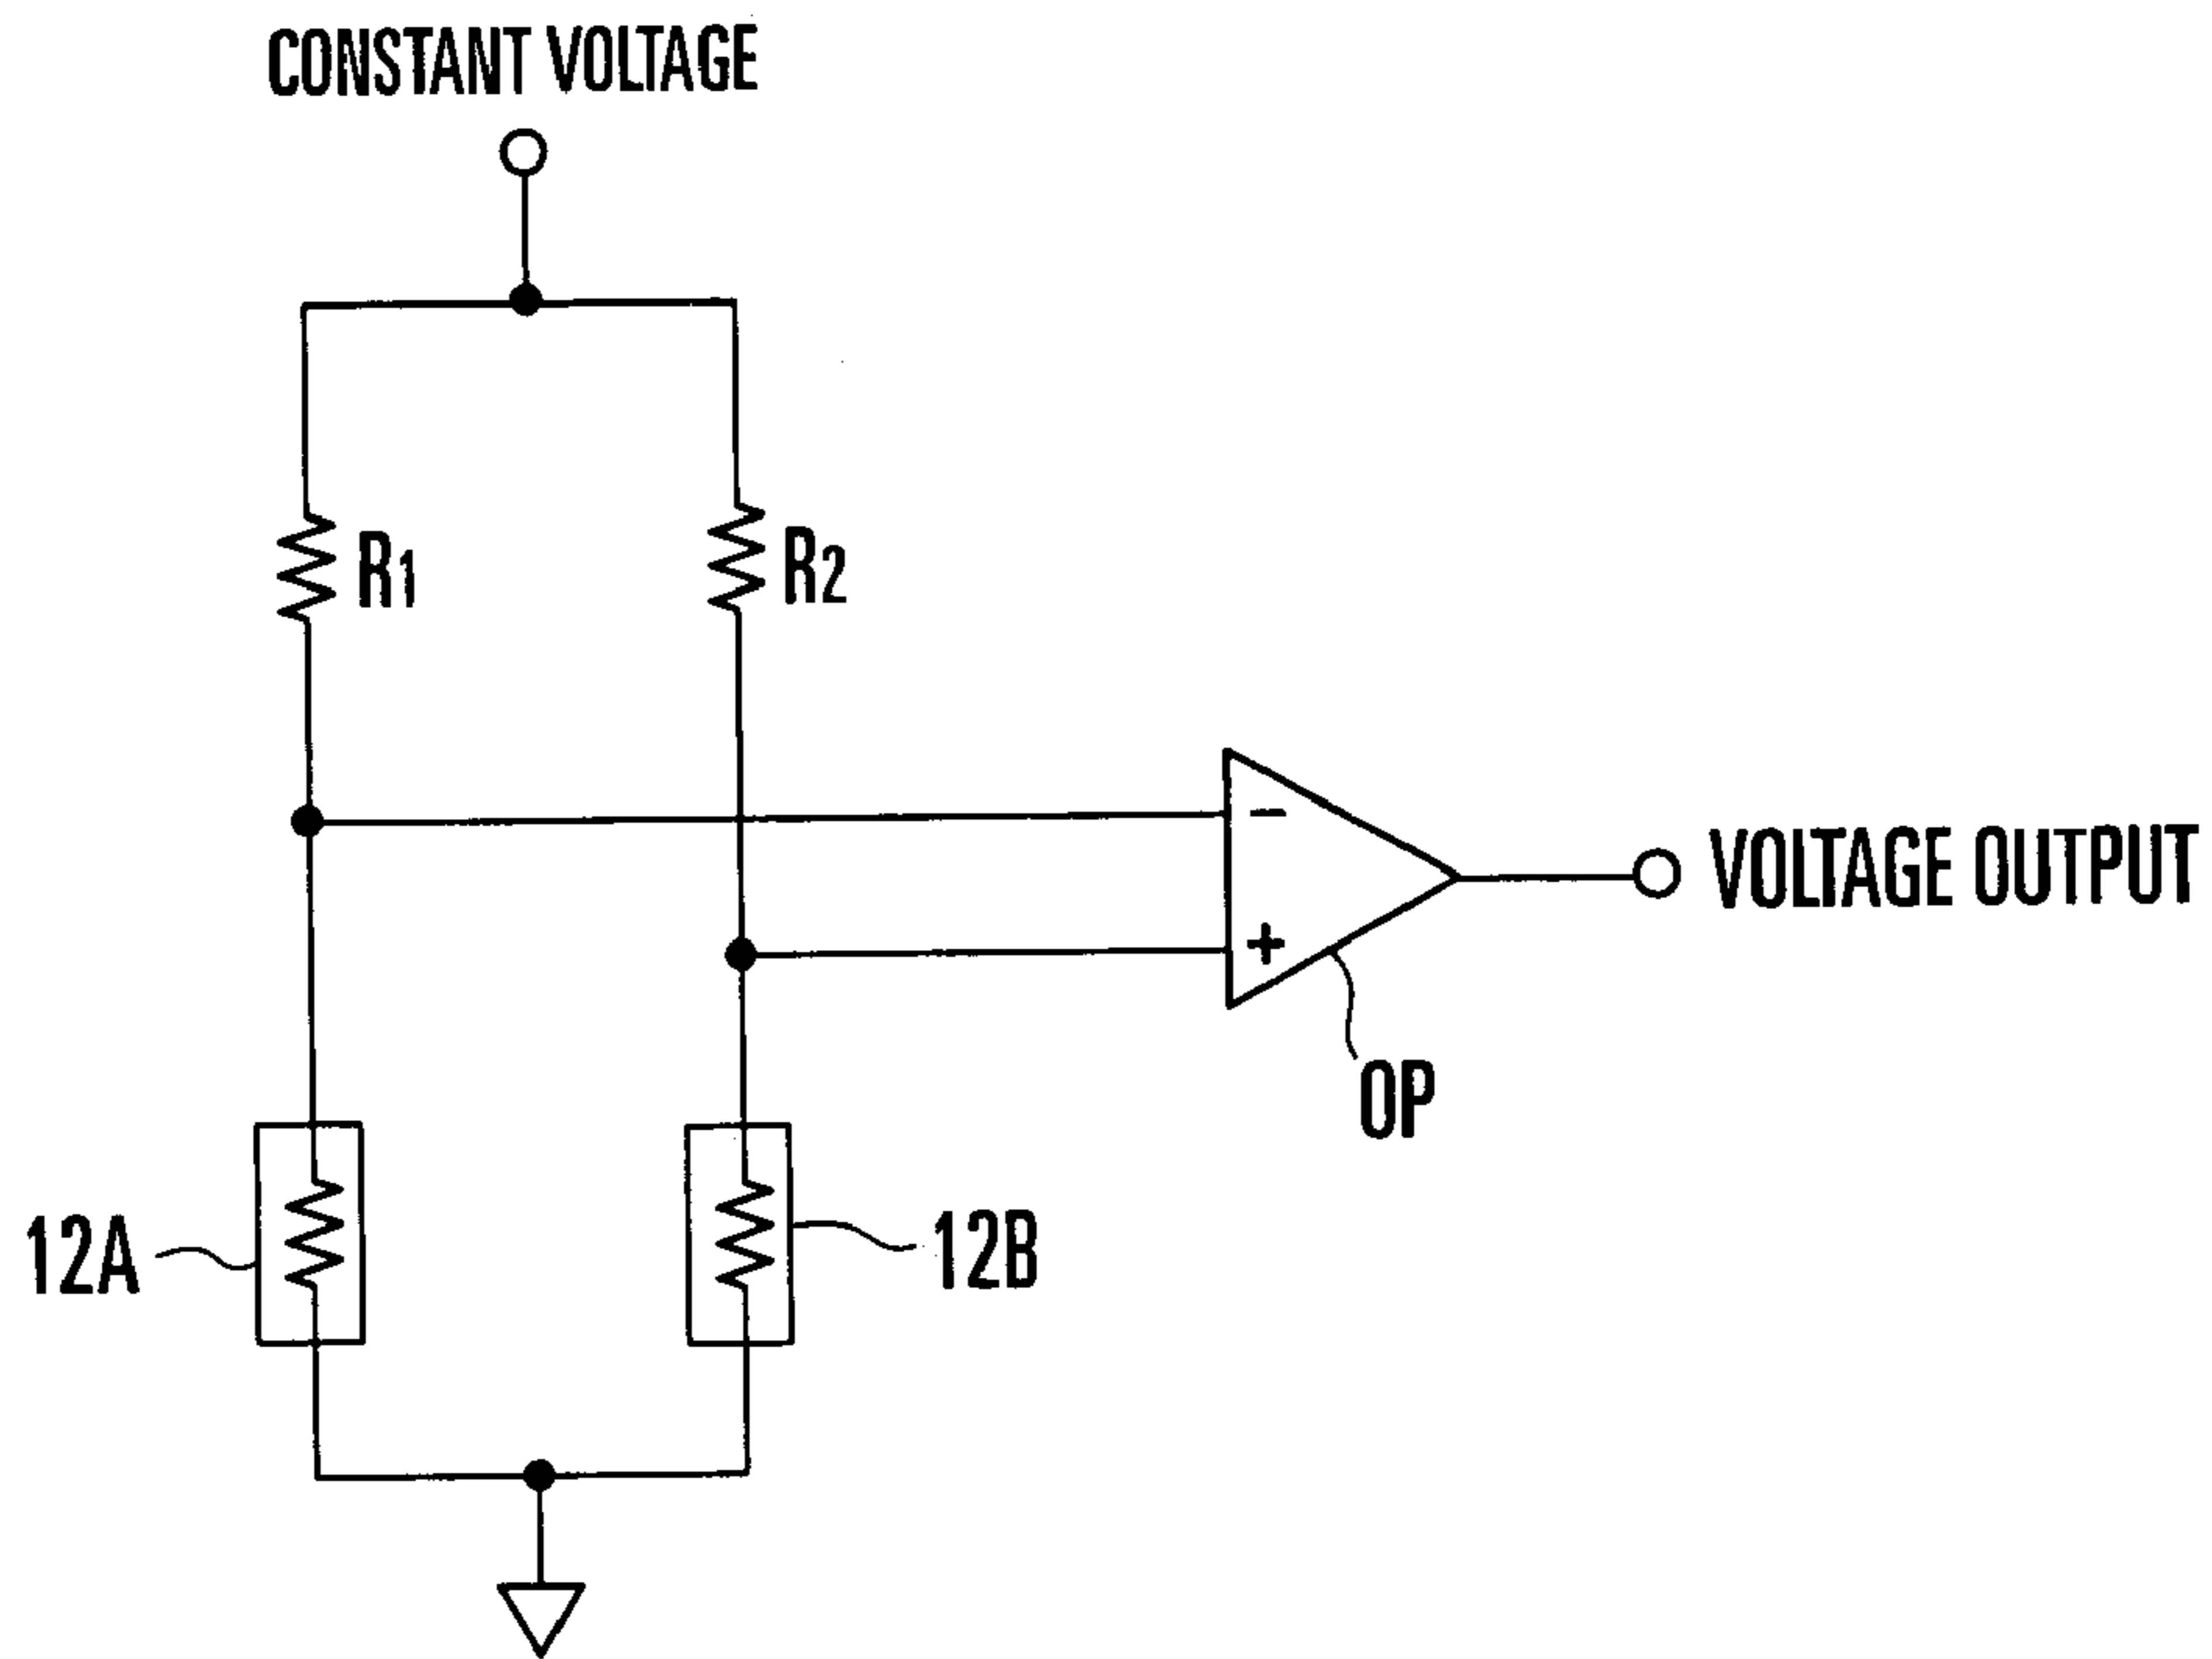 CONSTANT VOLTAGE
R1
R2
−
+
VOLTAGE OUTPUT
OP
12A
12B